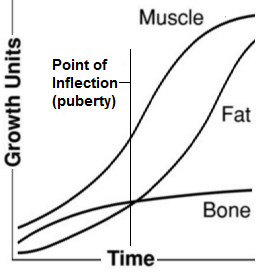 Muscle
Point of
Inflection
(puberty)
Growth Units
Fat
Bone
Time